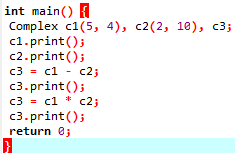 int main() {
Complex c1(5, 4), c2(2, 10), c3;
c1.print();
c2.print();
c3 = c1 - c2;
c3.print();
c3 = c1 * c2;
c3.print();
return 0;
}